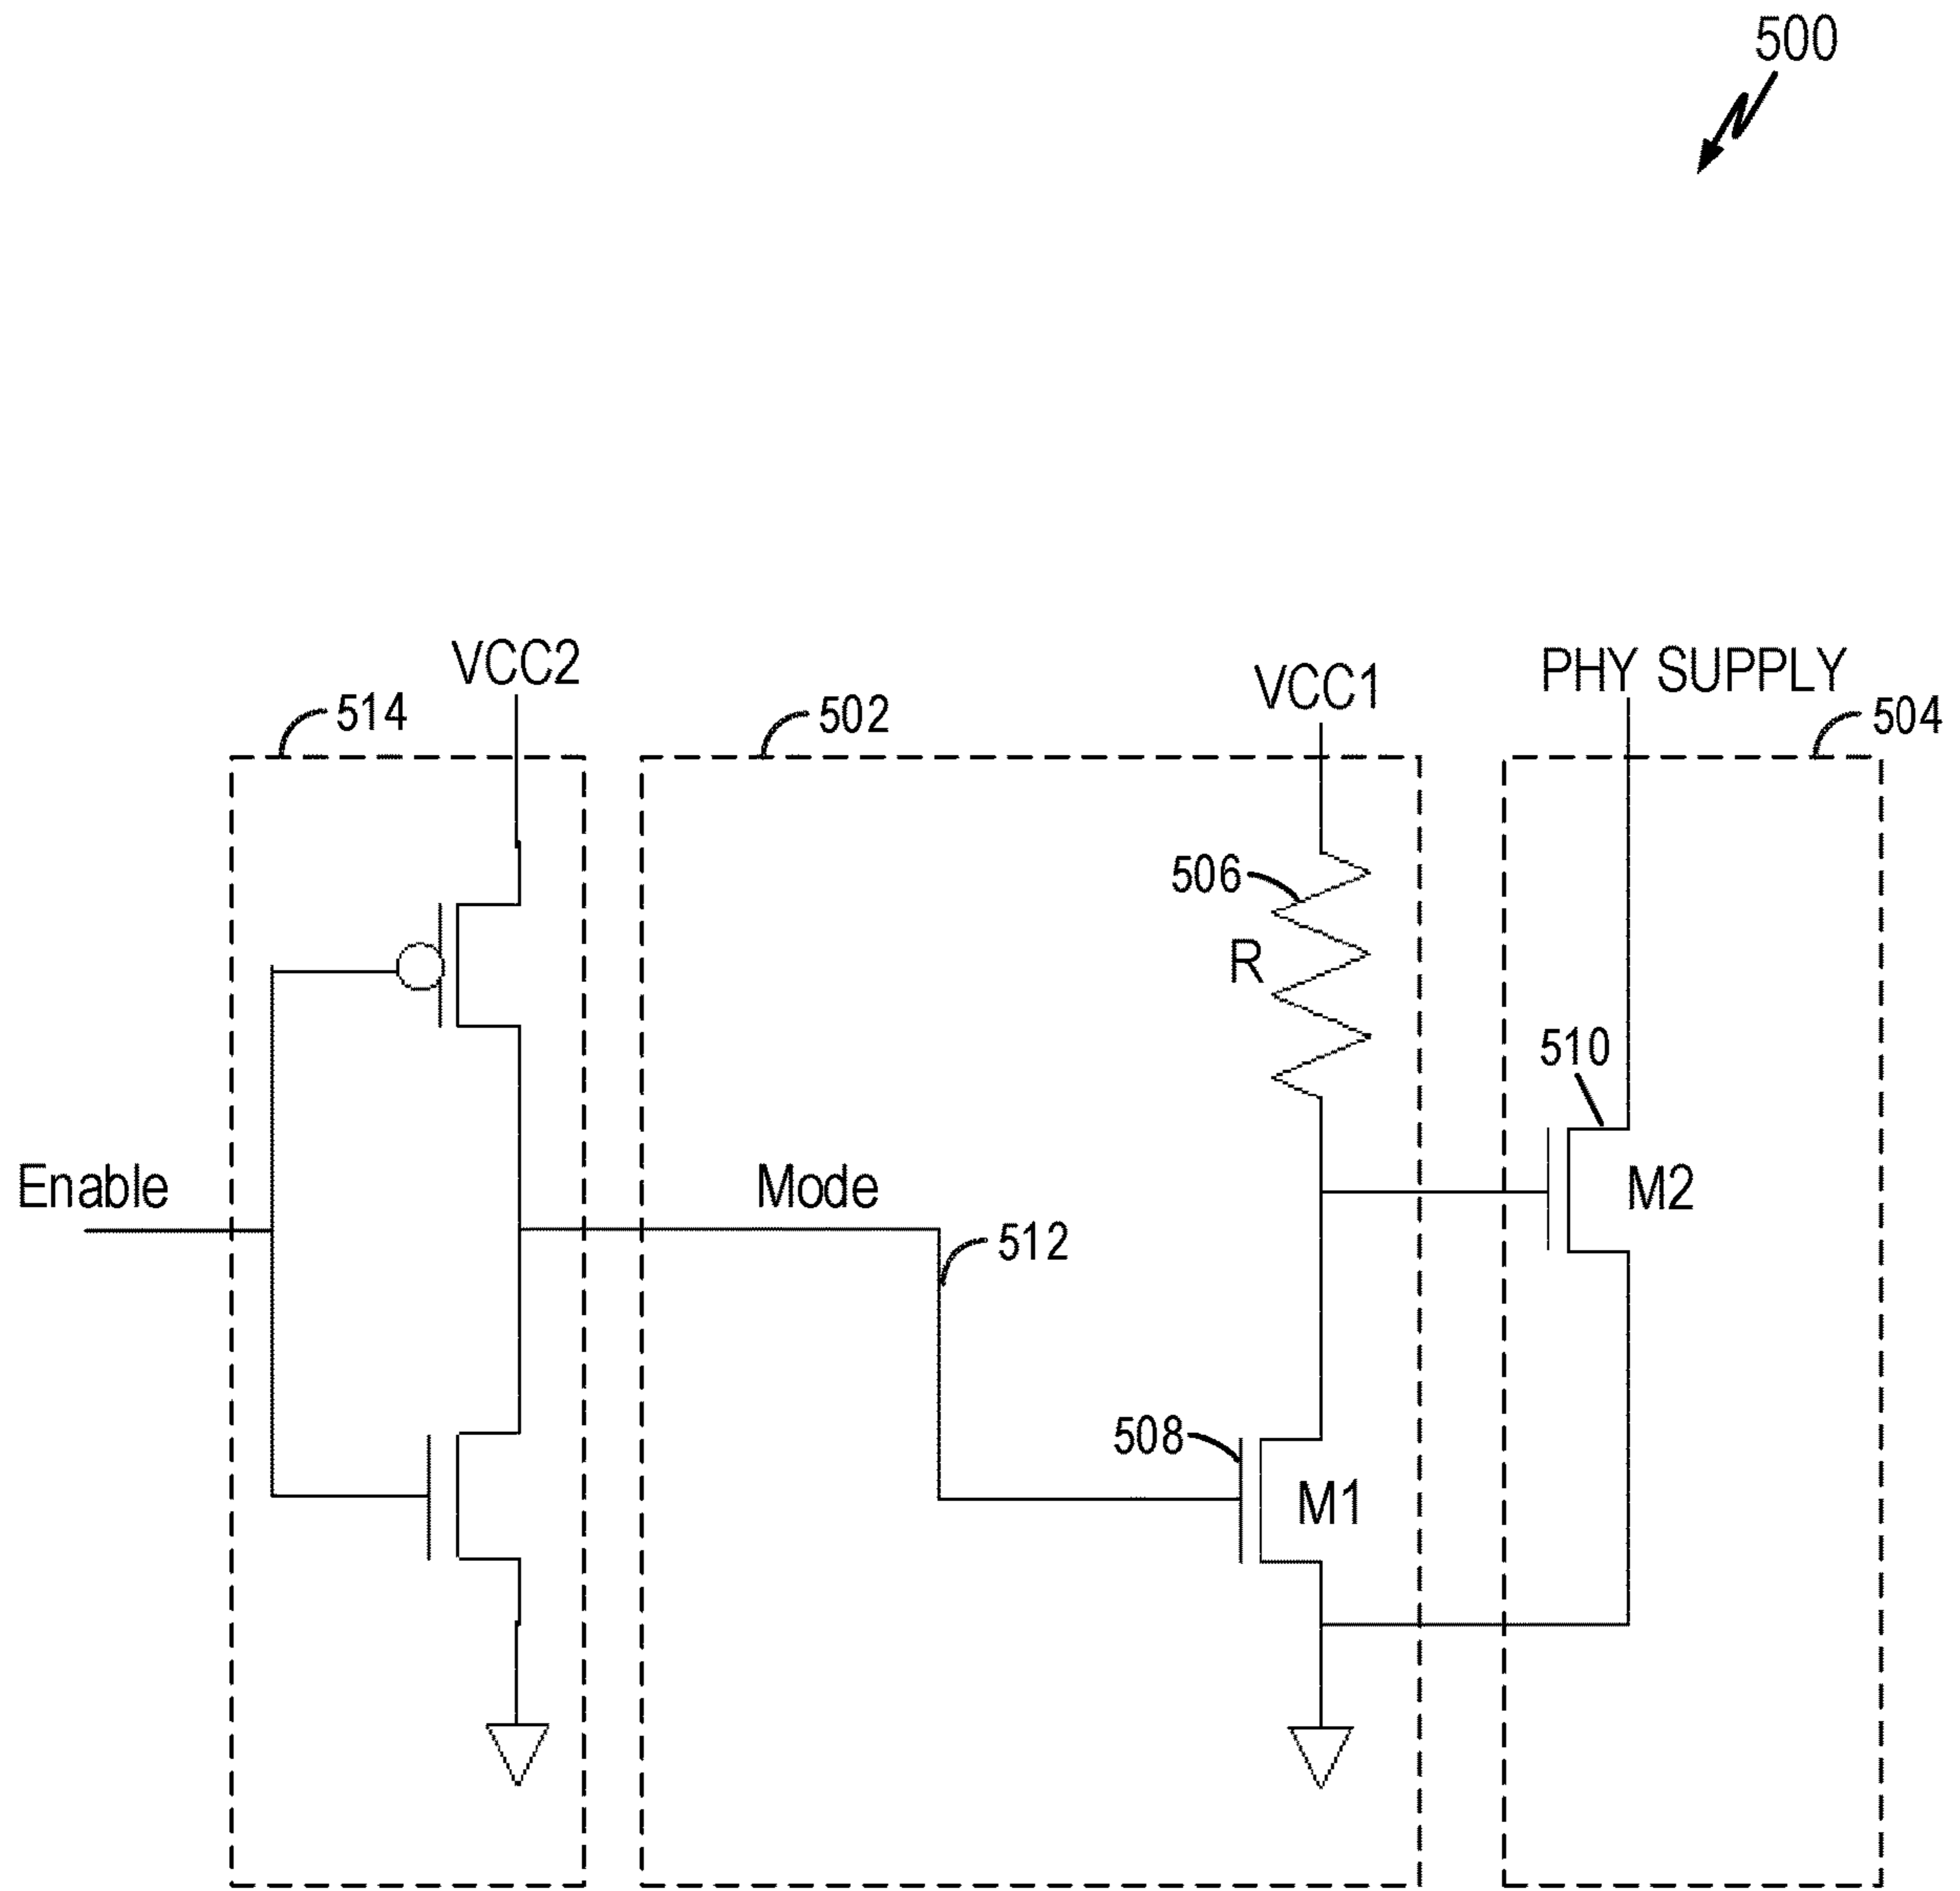 500
VCC2
VCC1
PHY SUPPLY
514
502
504
506
R
510
Enable
Mode
M2
512
508
M1